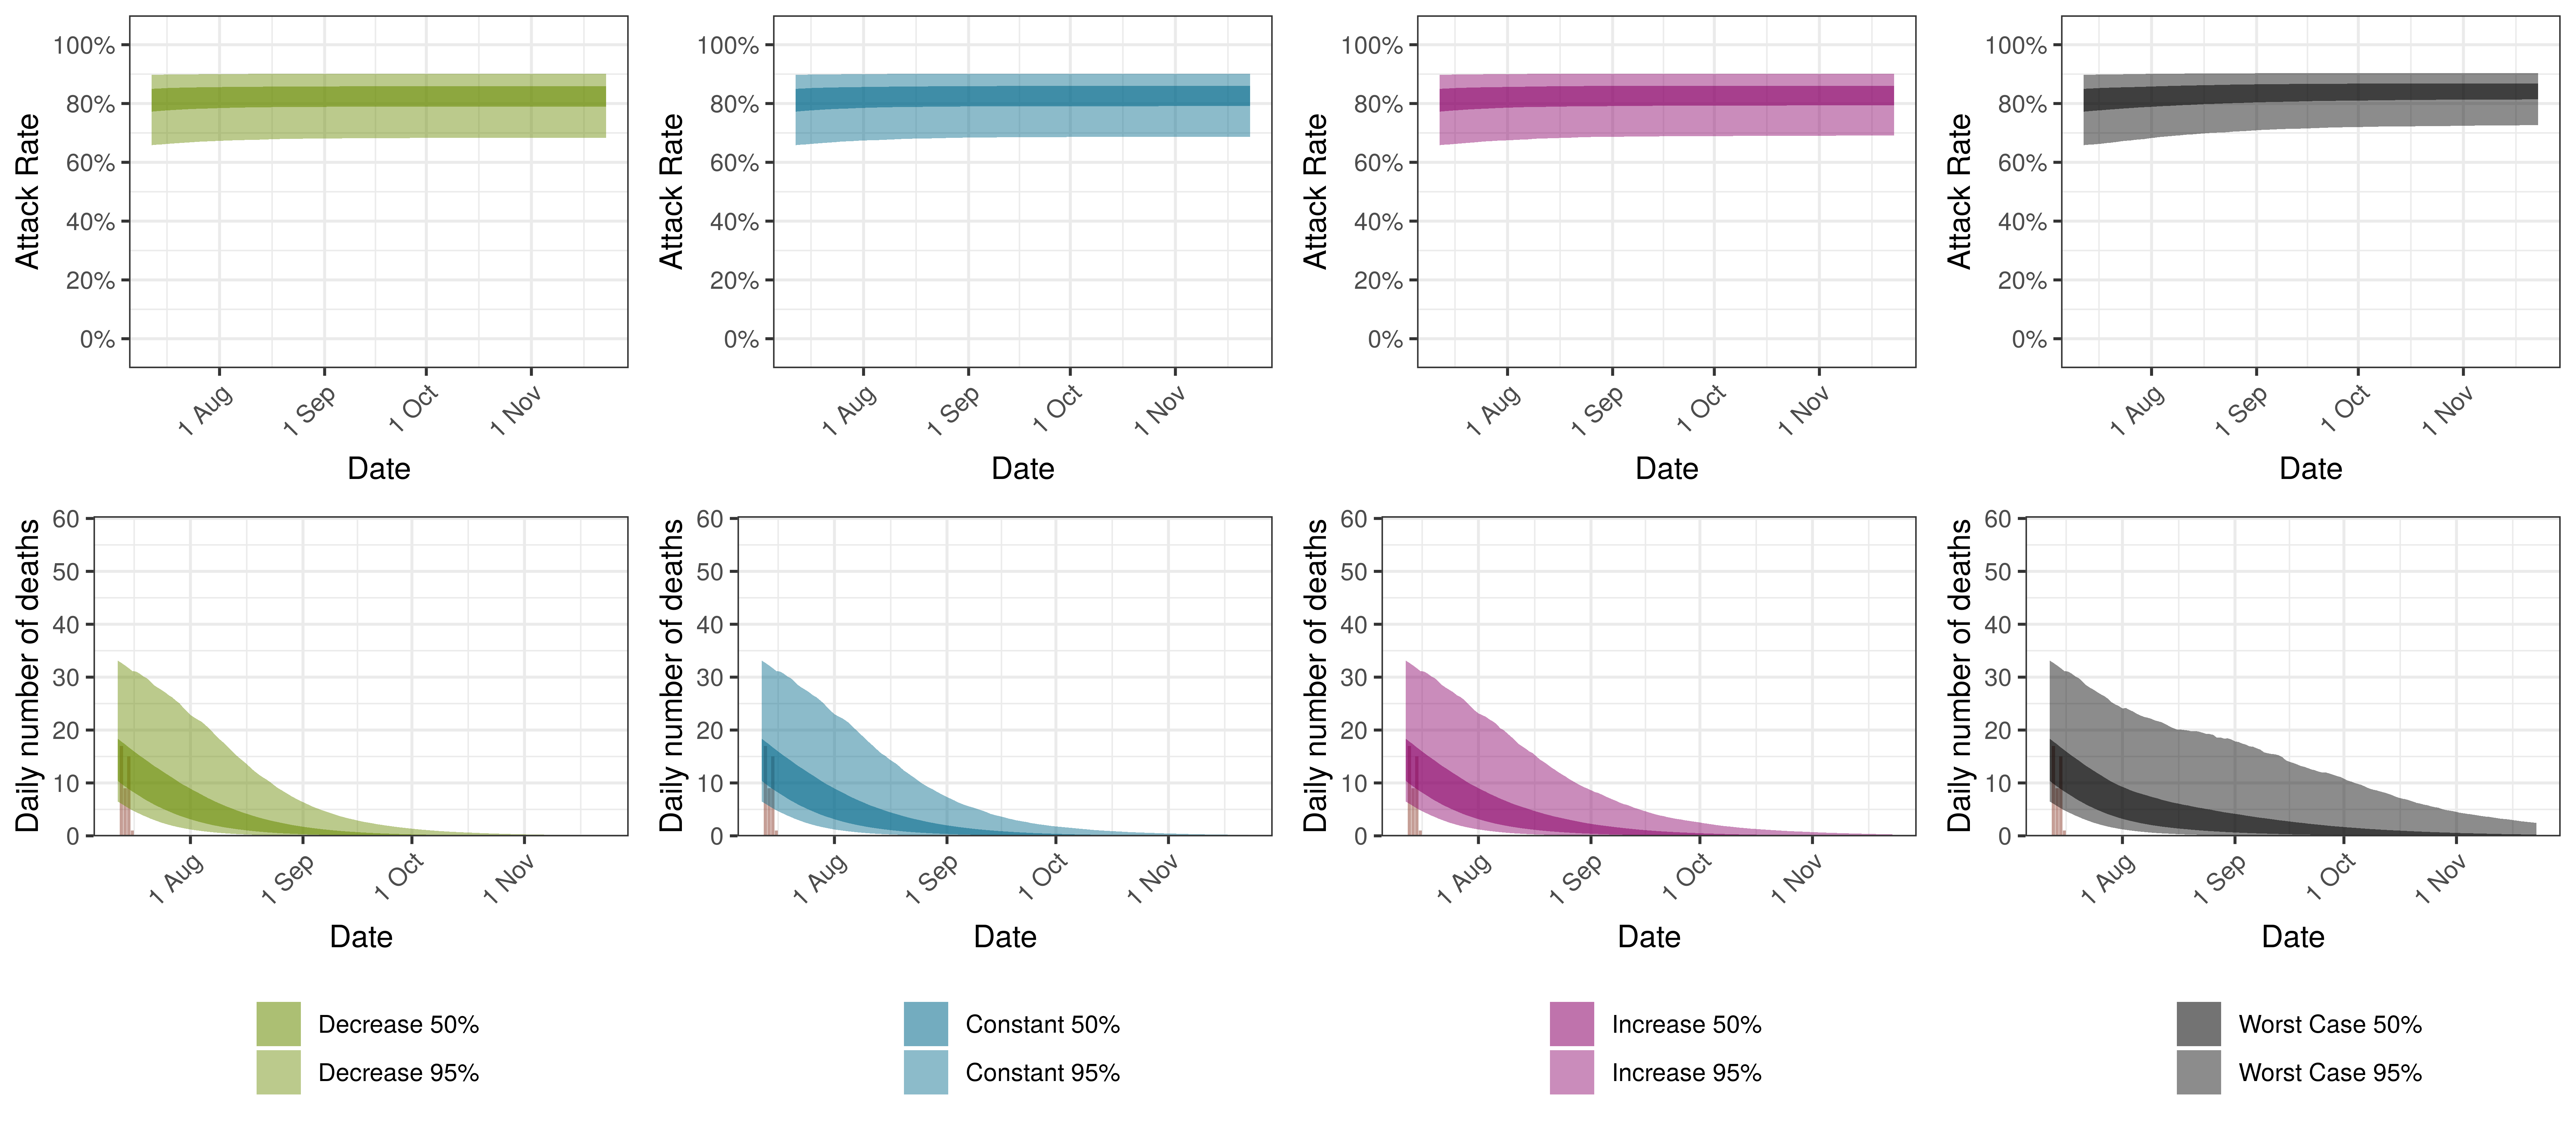 100%
80%
60%
40%
20%
0%
Attack Rate
1 Aug
1 Sep
1 Oct
1 Nov
Date
100%
80%
60%
40%
20%
0%
Attack Rate
1 Aug
1 Sep
1 Oct
1 Nov
Date
100%
80%
60%
40%
20%
0%
Attack Rate
1 Aug
1 Sep
1 Oct
1 Nov
Date
100%
80%
60%
40%
20%
0%
Attack Rate
1 Aug
1 Sep
1 Oct
1 Nov
Date
60
50
40
30
20
10
0
Daily number of deaths
1 Aug
1 Sep
1 Oct
1 Nov
Date
60
50
40
30
20
10
0
Daily number of deaths
1 Aug
1 Sep
1 Oct
1 Nov
Date
60
50
40
30
20
10
0
Daily number of deaths
1 Aug
1 Sep
1 Oct
1 Nov
Date
60
50
40
30
20
10
0
Daily number of deaths
1 Aug
1 Sep
1 Oct
1 Nov
Date
Decrease 50%
Decrease 95%
Constant 50%
Constant 95%
Increase 50%
Increase 95%
Worst Case 50%
Worst Case 95%